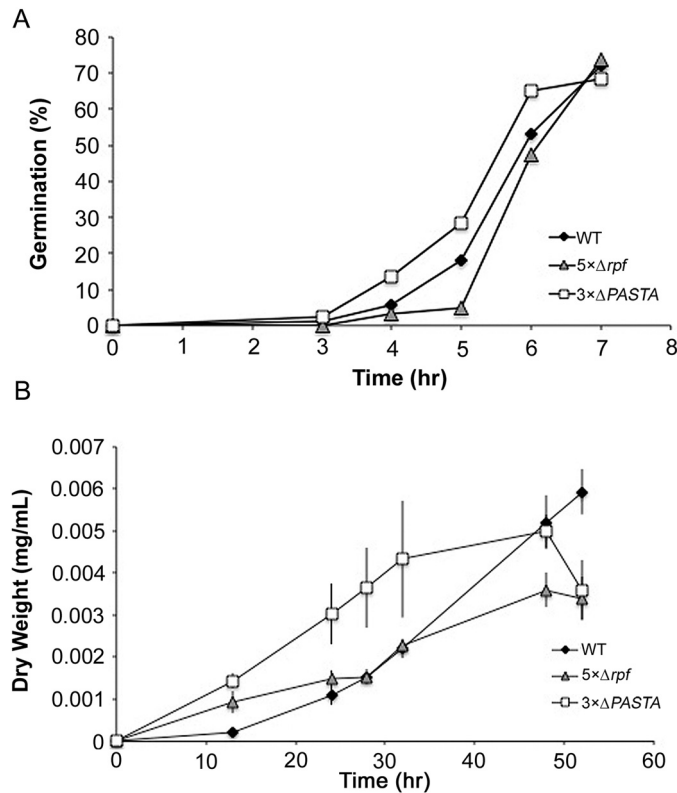 A
Germination (%)
80
70
60
50
40
30
20
10
0
WT
5×Δrpf
3×ΔPASTA
0 1 2 3 4 5 6 7 8
Time (hr)
B
Dry Weight (mg/mL)
0.007
0.006
0.005
0.004
0.003
0.002
0.001
0
WT
5×Δrpf
3×ΔPASTA
0 10 20 30 40 50 60
Time (hr)